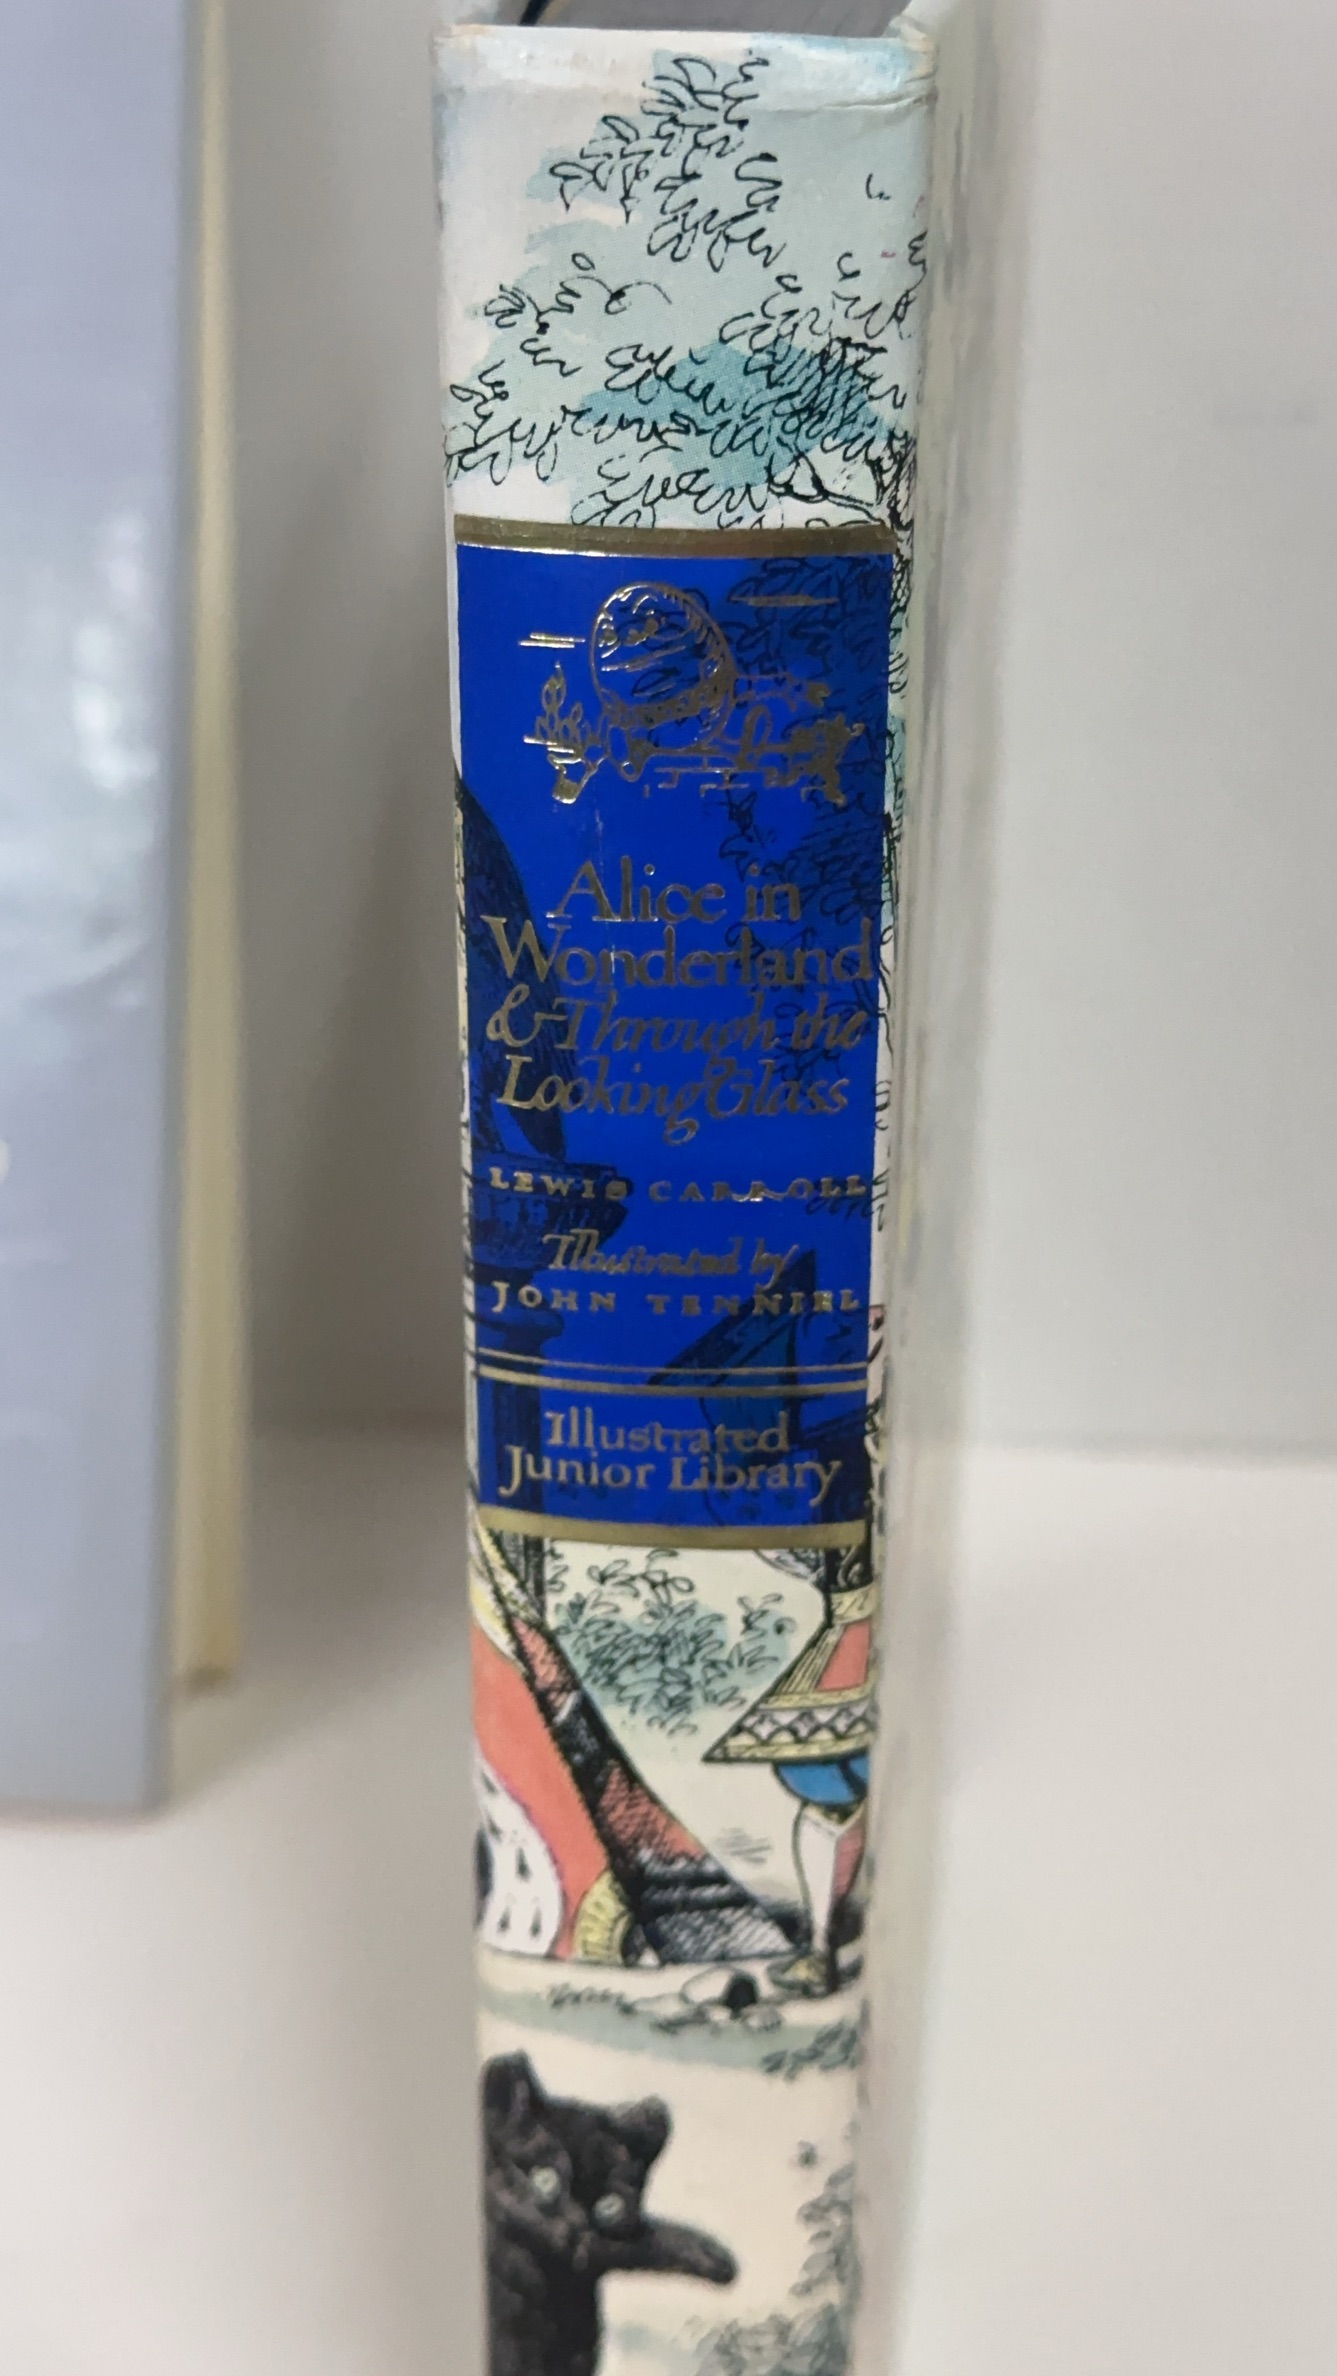 Alice in
Wonderland
& Through the
Looking Glass
LEWIS CARROLL
Illustrated by
JOHN TENNIEL
Illustrated
Junior Library